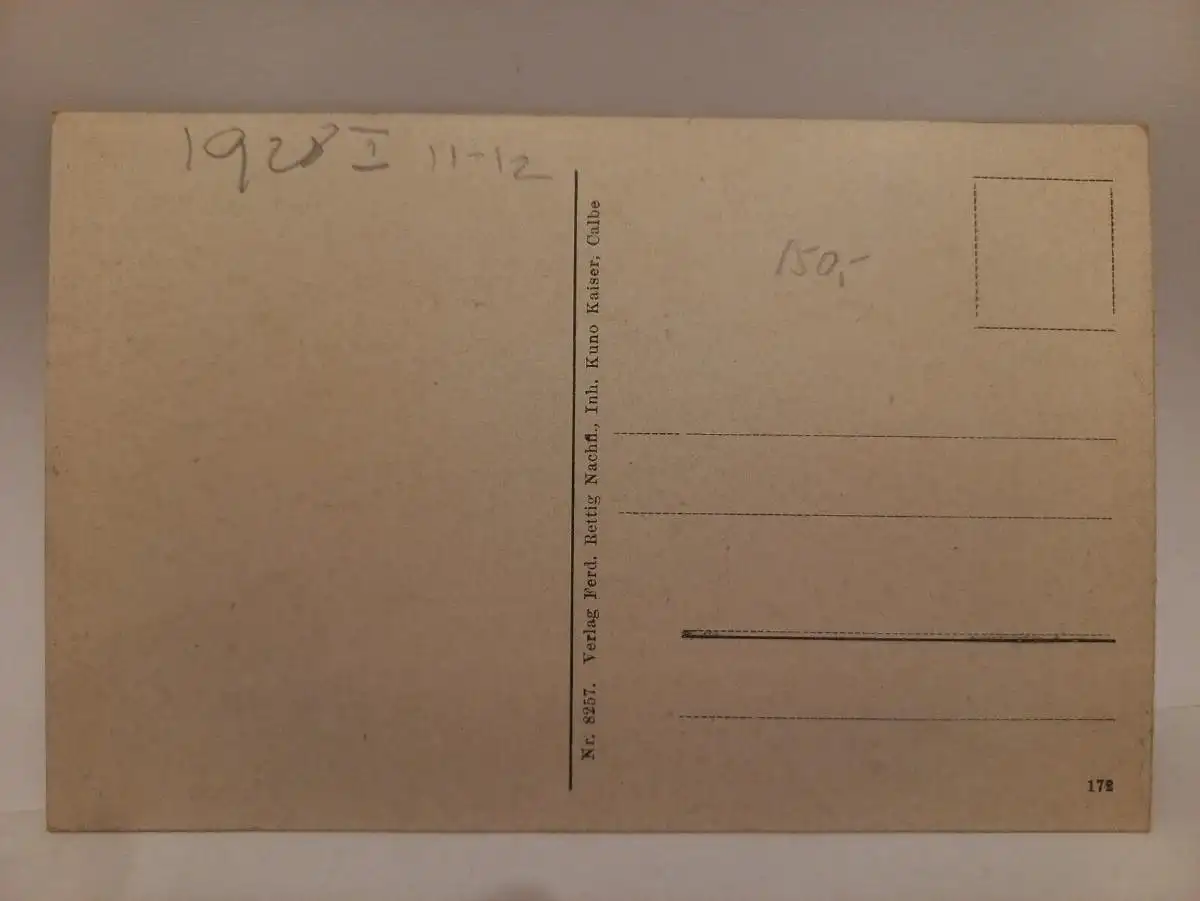 1928 I 11-12
150,-
Nr. 8257. Verlag Ferd. Rettig Nachfl., Inh. Kuno Kaiser, Calbe
172